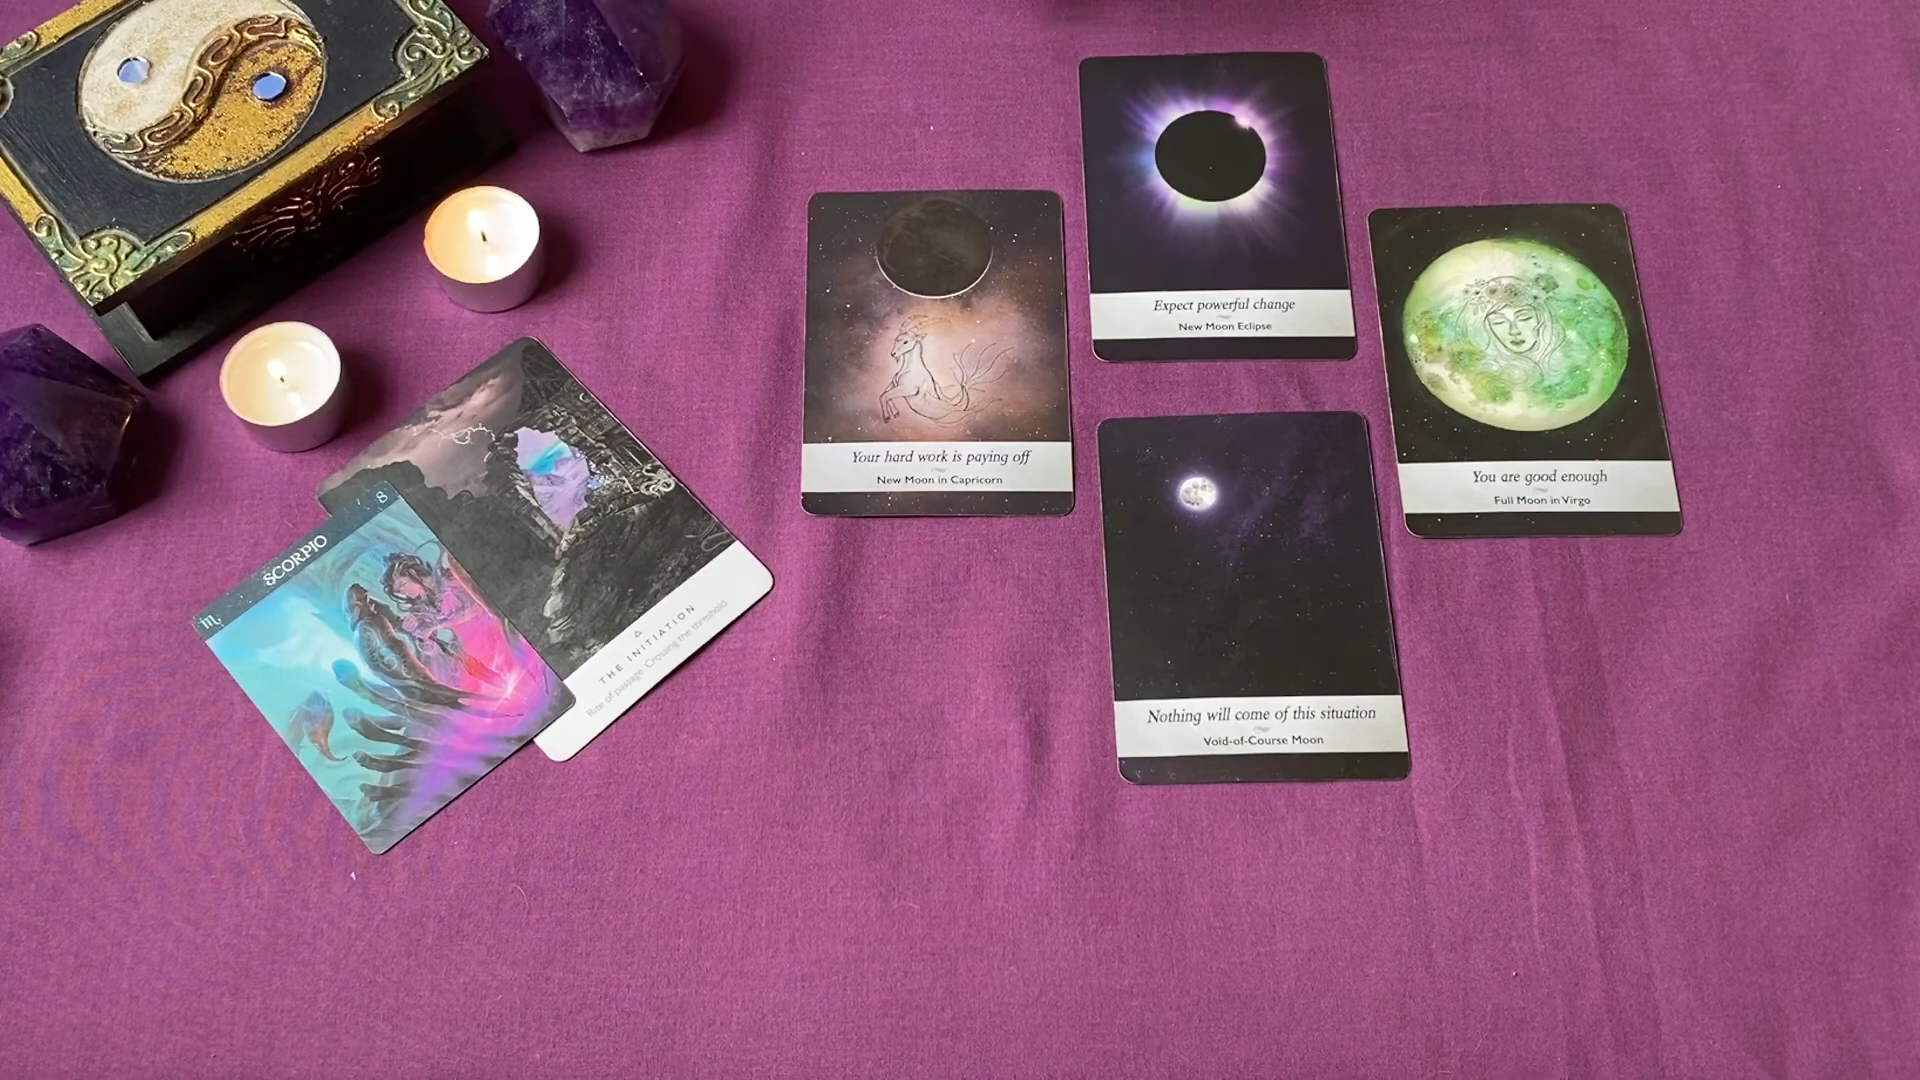 8
SCORPIO
♏
THE INITIATION
Rite of passage. Crossing the threshold.
Your hard work is paying off
New Moon in Capricorn
Expect powerful change
New Moon Eclipse
You are good enough
Full Moon in Virgo
Nothing will come of this situation
Void-of-Course Moon